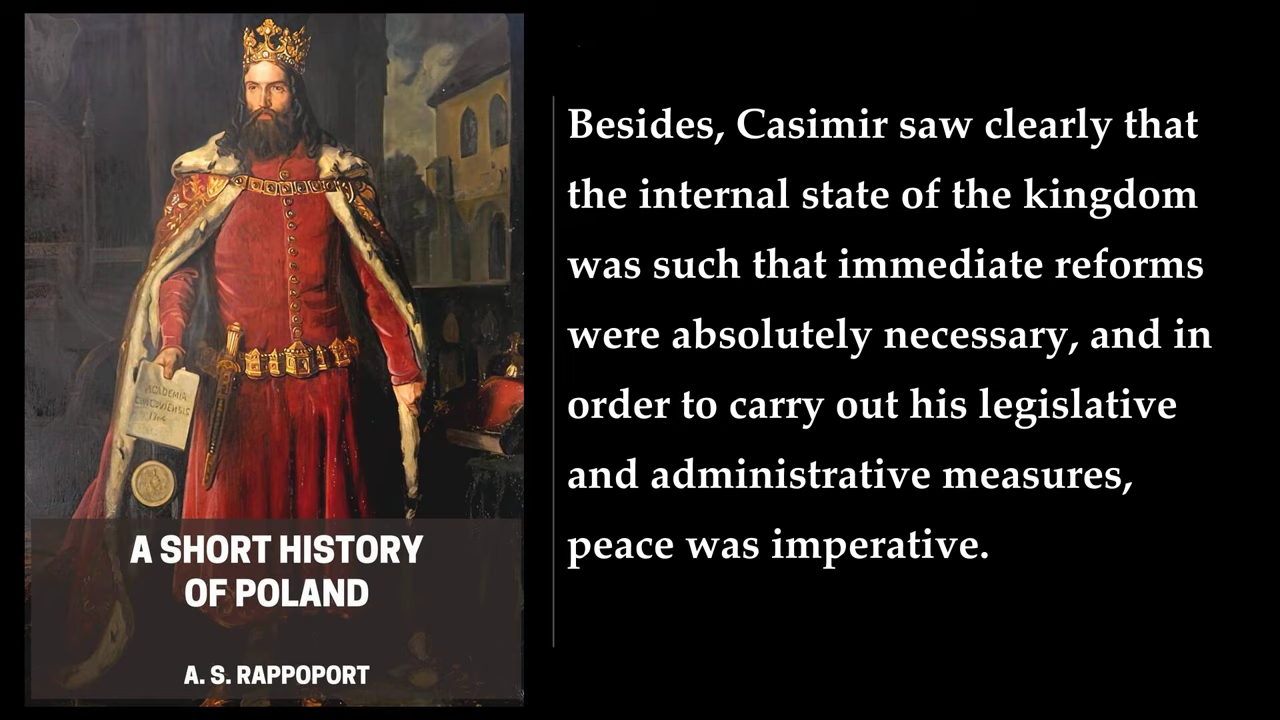 ACADEMIA
A SHORT HISTORY
OF POLAND
A. S. RAPPOPORT
Besides, Casimir saw clearly that
the internal state of the kingdom
was such that immediate reforms
were absolutely necessary, and in
order to carry out his legislative
and administrative measures,
peace was imperative.